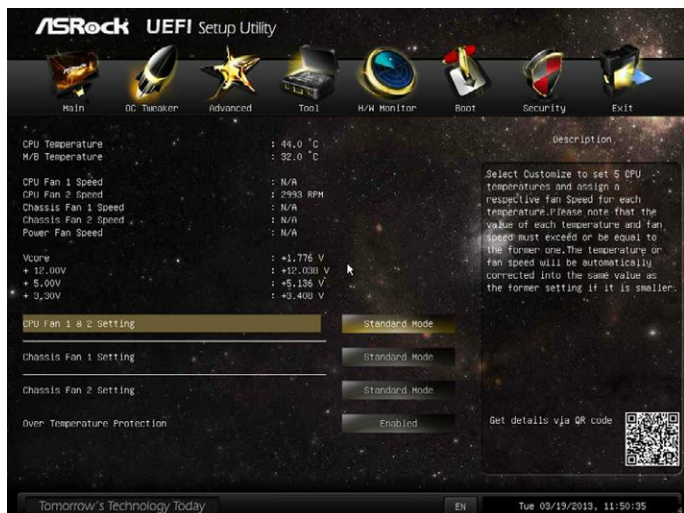 ASRock UEFI Setup Utility
Main OC Tweaker Advanced Tool H/W Monitor Boot Security Exit
CPU Temperature : 44.0 °C
M/B Temperature : 32.0 °C
CPU Fan 1 Speed : N/A
CPU Fan 2 Speed : 2993 RPM
Chassis Fan 1 Speed : N/A
Chassis Fan 2 Speed : N/A
Power Fan Speed : N/A
Vcore : +1.776 V
+ 12.00V : +12.038 V
+ 5.00V : +5.136 V
+ 3.30V : +3.408 V
CPU Fan 1 & 2 Setting Standard Mode
Chassis Fan 1 Setting Standard Mode
Chassis Fan 2 Setting Standard Mode
Over Temperature Protection Enabled
Description
Select Customize to set 5 CPU
temperatures and assign a
respective fan Speed for each
temperature.Please note that the
value of each temperature and fan
speed must exceed or be equal to
the former one.The temperature or
fan speed will be automatically
corrected into the same value as
the former setting if it is smaller.
Get details via QR code
Tomorrow's Technology Today
EN
Tue 03/19/2013, 11:50:35